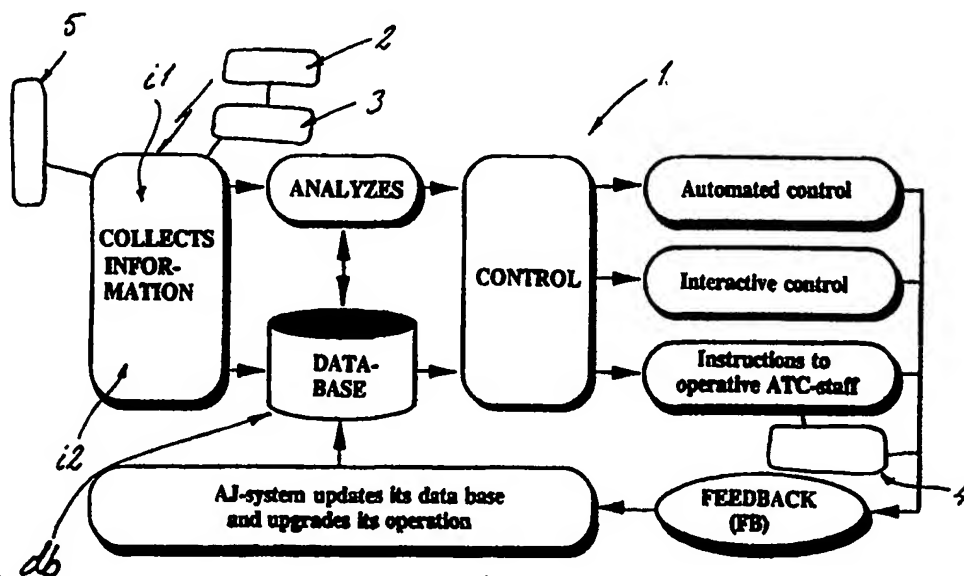 5
i1
2
3
1
COLLECTS
INFOR-
MATION
ANALYZES
DATA-
BASE
CONTROL
Automated control
Interactive control
Instructions to
operative ATC-staff
i2
AJ-system updates its data base
and upgrades its operation
FEEDBACK
(FB)
4
db